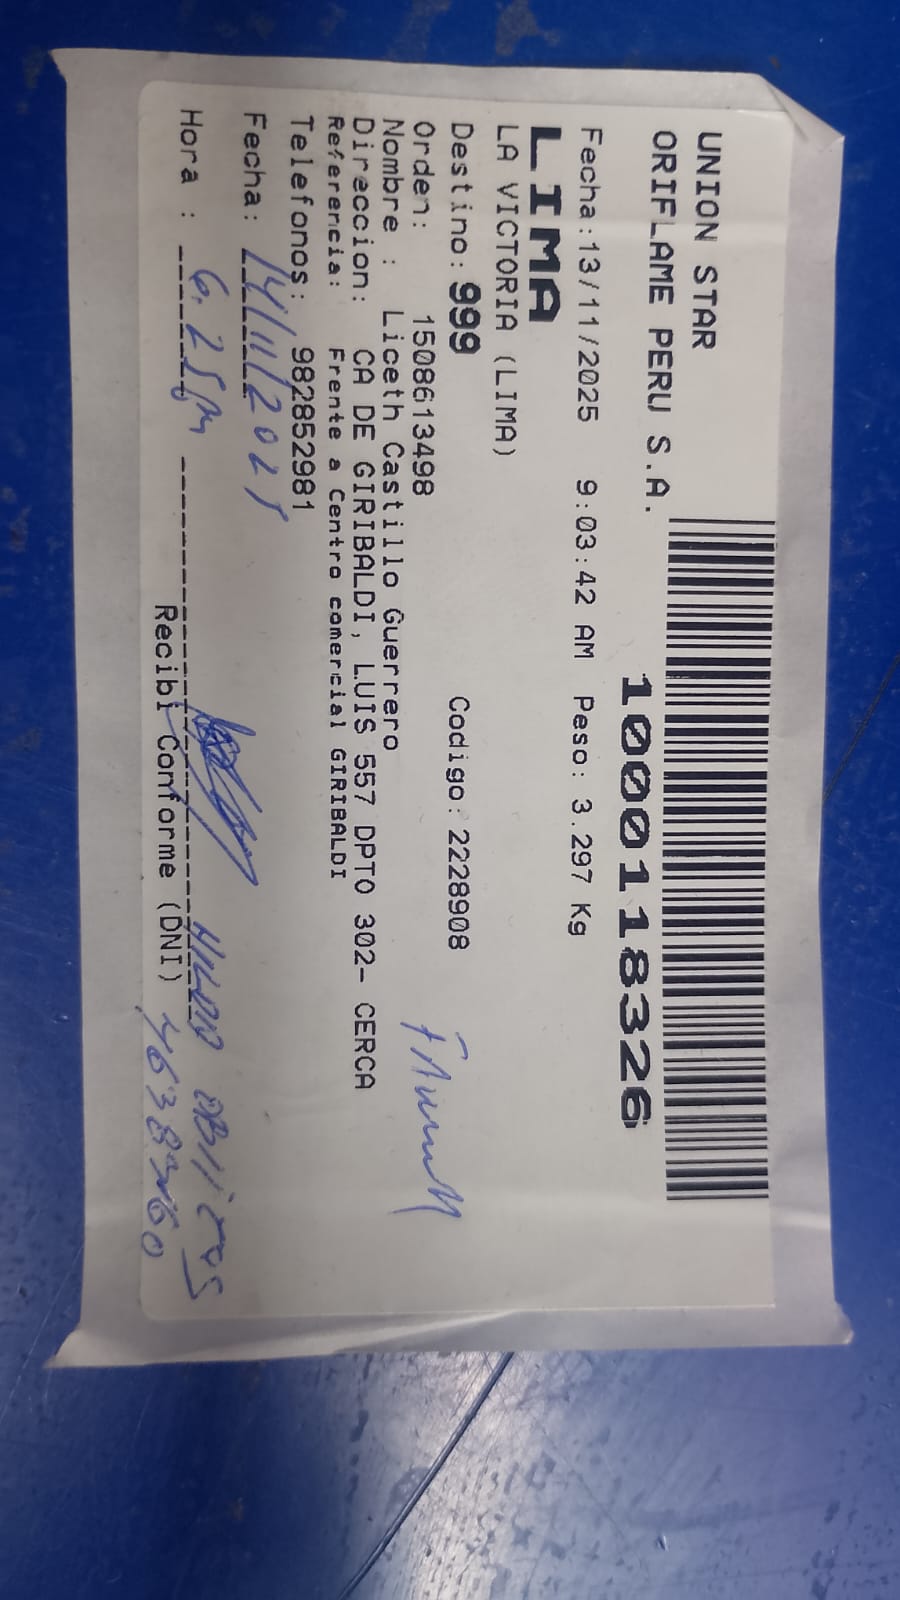 UNION STAR
ORIFLAME PERU S.A.
10001118326
Fecha:13/11/2025 9:03:42 AM Peso: 3.297 Kg
LIMA
LA VICTORIA (LIMA)
Destino: 999 Codigo: 2228908
Orden: 1508613498
Nombre : Liceth Castillo Guerrero
Direccion: CA DE GIRIBALDI, LUIS 557 DPTO 302- CERCA
Referencia: Frente a Centro comercial GIRIBALDI
Telefonos: 982852981
Fecha: 14/11/2025
Hora : 6.25pm
Recibi Conforme (DNI)